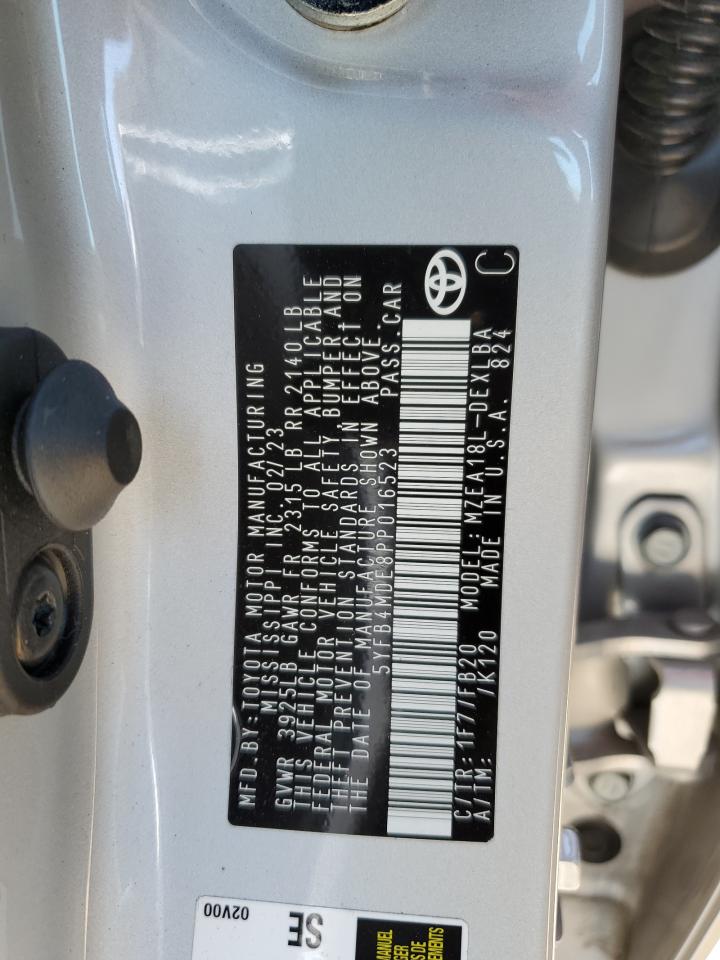 MFD.BY:TOYOTA MOTOR MANUFACTURING
MISSISSIPP INC. 02/23
GVWR 3925LB GAWR FR 2315 LB RR 2140 LB
THIS VEHICLE CONFORMS TO ALL APPLICABLE
FEDERAL MOTOR VEHICLE SAFETY, BUMPER AND
THEFT PREVENTION STANDARDS IN EFFECT ON
THE DATE OF MANUFACTURE SHOWN ABOVE.
5YFB4MDE8PP016523 PASS.CAR
C/TR:1F7/FB20 MODEL:MZEA18L-DEXLBA
A/TM: /K120 MADE IN U.S.A. 824
C
02V00
SE
MANUEL